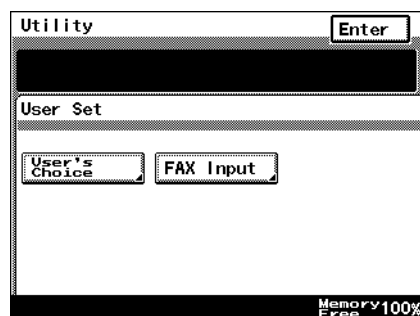 Utility
Enter
User Set
User's
Choice
FAX Input
Memory
Free 100%